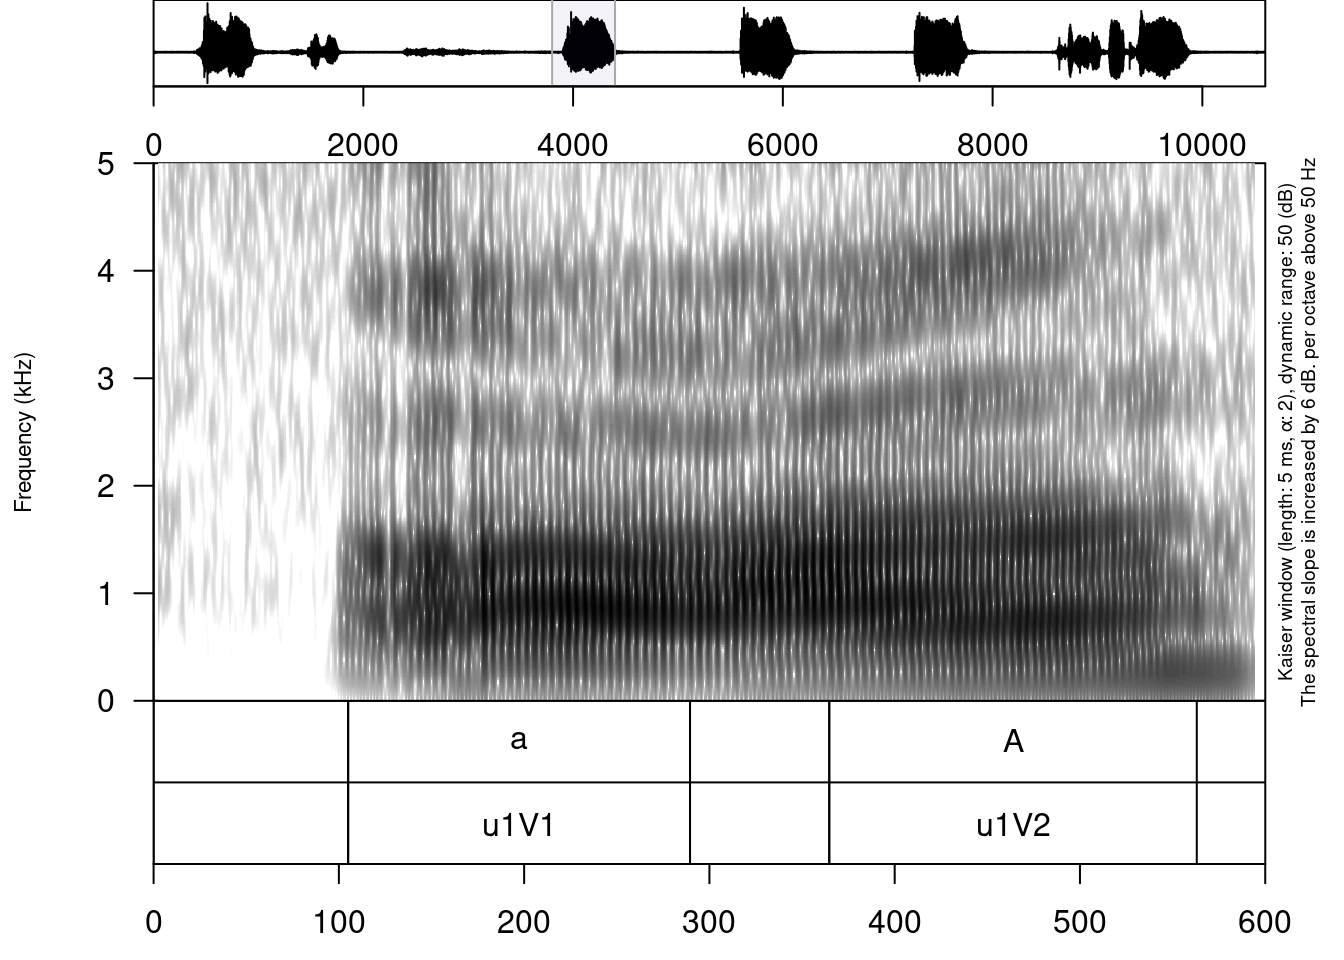 0 2000 4000 6000 8000 10000
5
4
3
2
1
0
Frequency (kHz)
Kaiser window (length: 5 ms, α: 2), dynamic range: 50 (dB)
The spectral slope is increased by 6 dB. per octave above 50 Hz
a A
u1V1 u1V2
0 100 200 300 400 500 600